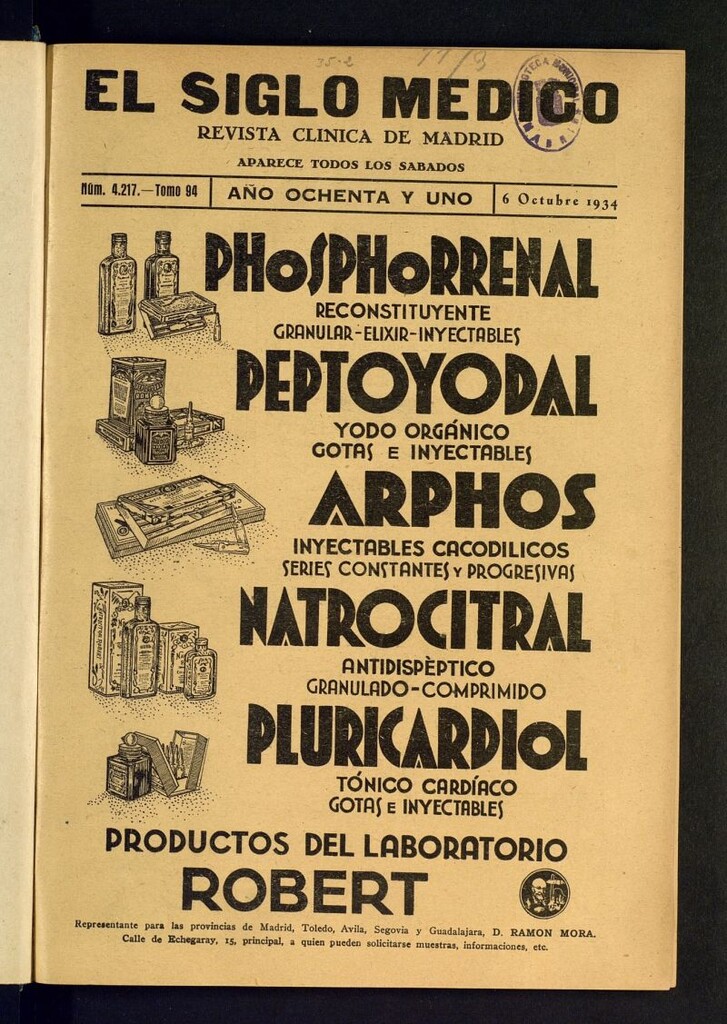 35-2
EL SIGLO MEDICO
REVISTA CLINICA DE MADRID
APARECE TODOS LOS SABADOS
Núm. 4.217.—Tomo 94
AÑO OCHENTA Y UNO
6 Octubre 1934
PHOSPHORRENAL
RECONSTITUYENTE
GRANULAR-ELIXIR-INYECTABLES
PEPTOYODAL
YODO ORGÁNICO
GOTAS E INYECTABLES
ARPHOS
INYECTABLES CACODILICOS
SERIES CONSTANTES Y PROGRESIVAS
NATROCITRAL
ANTIDISPÈPTICO
GRANULADO-COMPRIMIDO
PLURICARDIOL
TÓNICO CARDÍACO
GOTAS E INYECTABLES
PRODUCTOS DEL LABORATORIO
ROBERT
Representante para las provincias de Madrid, Toledo, Avila, Segovia y Guadalajara, D. RAMON MORA.
Calle de Echegaray, 15, principal, a quien pueden solicitarse muestras, informaciones, etc.